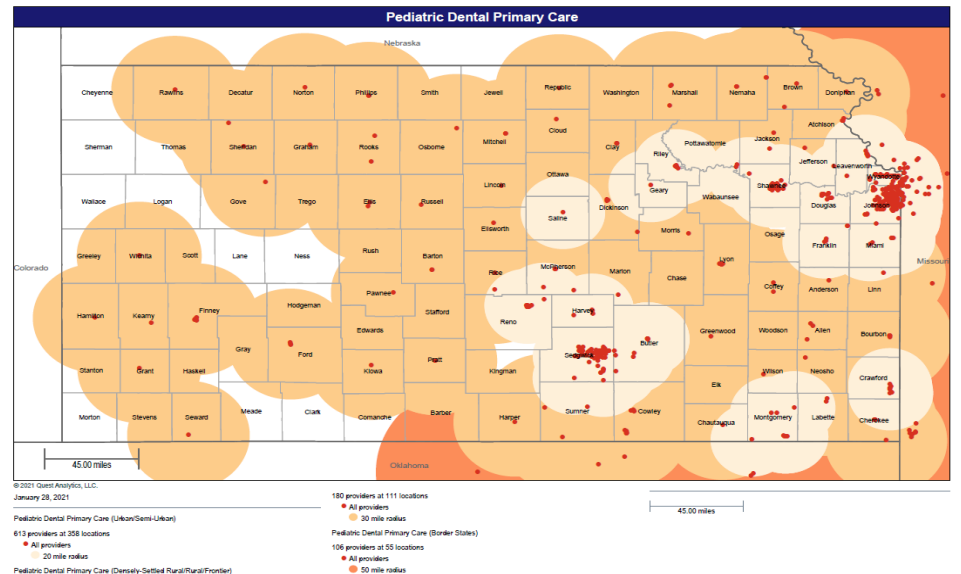 Pediatric Dental Primary Care
Nebraska
Cheyenne Rawlins Decatur Norton Phillips Smith Jewell Republic Washington Marshall Nemaha Brown Doniphan
Atchison
Sherman Thomas Sheridan Graham Rooks Osborne Mitchell Cloud Clay Riley Pottawatomie Jackson Jefferson Leavenworth
Wyandotte
Wallace Logan Gove Trego Ellis Russell Lincoln Ottawa Saline Dickinson Geary Wabaunsee Shawnee Douglas Johnson
Ellsworth Morris Osage Franklin Miami
Colorado Greeley Wichita Scott Lane Ness Rush Barton Rice McPherson Marion Chase Lyon Coffey Anderson Linn Missouri
Hamilton Kearny Finney Hodgeman Pawnee Stafford Reno Harvey
Gray Ford Edwards Sedgwick Butler Greenwood Woodson Allen Bourbon
Stanton Grant Haskell Kiowa Pratt Kingman Elk Wilson Neosho Crawford
Morton Stevens Seward Meade Clark Comanche Barber Harper Sumner Cowley Chautauqua Montgomery Labette Cherokee
Oklahoma
45.00 miles
© 2021 Quest Analytics, LLC.
January 28, 2021
Pediatric Dental Primary Care (Urban/Semi-Urban)
613 providers at 358 locations
All providers
20 mile radius
Pediatric Dental Primary Care (Densely-Settled Rural/Rural/Frontier)
180 providers at 111 locations
All providers
30 mile radius
Pediatric Dental Primary Care (Border States)
106 providers at 55 locations
All providers
50 mile radius
45.00 miles